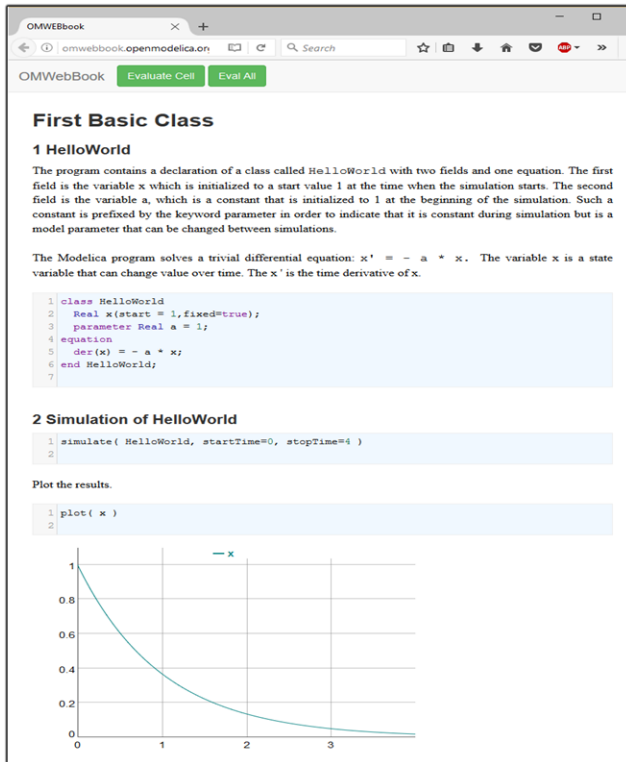 OMWEBbook
omwebbook.openmodelica.or
Search
ABP
OMWebBook Evaluate Cell Eval All
First Basic Class
1 HelloWorld
The program contains a declaration of a class called HelloWorld with two fields and one equation. The first
field is the variable x which is initialized to a start value 1 at the time when the simulation starts. The second
field is the variable a, which is a constant that is initialized to 1 at the beginning of the simulation. Such a
constant is prefixed by the keyword parameter in order to indicate that it is constant during simulation but is a
model parameter that can be changed between simulations.
The Modelica program solves a trivial differential equation: x' = - a * x. The variable x is a state
variable that can change value over time. The x ' is the time derivative of x.
1 class HelloWorld
2 Real x(start = 1,fixed=true);
3 parameter Real a = 1;
4 equation
5 der(x) = - a * x;
6 end HelloWorld;
7
2 Simulation of HelloWorld
1 simulate( HelloWorld, startTime=0, stopTime=4 )
2
Plot the results.
1 plot( x )
2
x
1
0.8
0.6
0.4
0.2
0
0 1 2 3